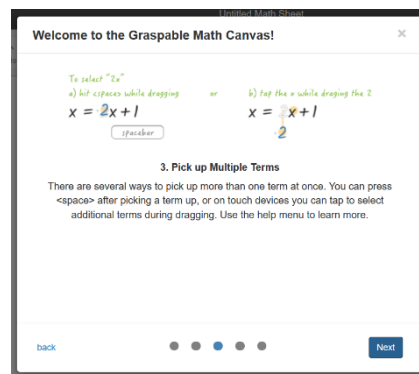 Untitled Math Sheet
Welcome to the Graspable Math Canvas! ×
To select "2x"
a) hit <space> while dragging or b) tap the x while draging the 2
x = 2x + 1 x = 2x + 1
spacebar 2
3. Pick up Multiple Terms
There are several ways to pick up more than one term at once. You can press
<space> after picking a term up, or on touch devices you can tap to select
additional terms during dragging. Use the help menu to learn more.
back Next